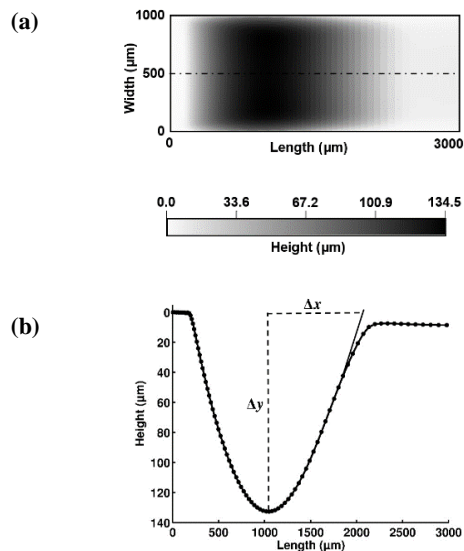 (a)
1000
500
0
Width (µm)
0 3000
Length (µm)
0.0 33.6 67.2 100.9 134.5
Height (µm)
(b)
Δx
Δy
0
20
40
60
80
100
120
140
Height (µm)
0 500 1000 1500 2000 2500 3000
Length (µm)